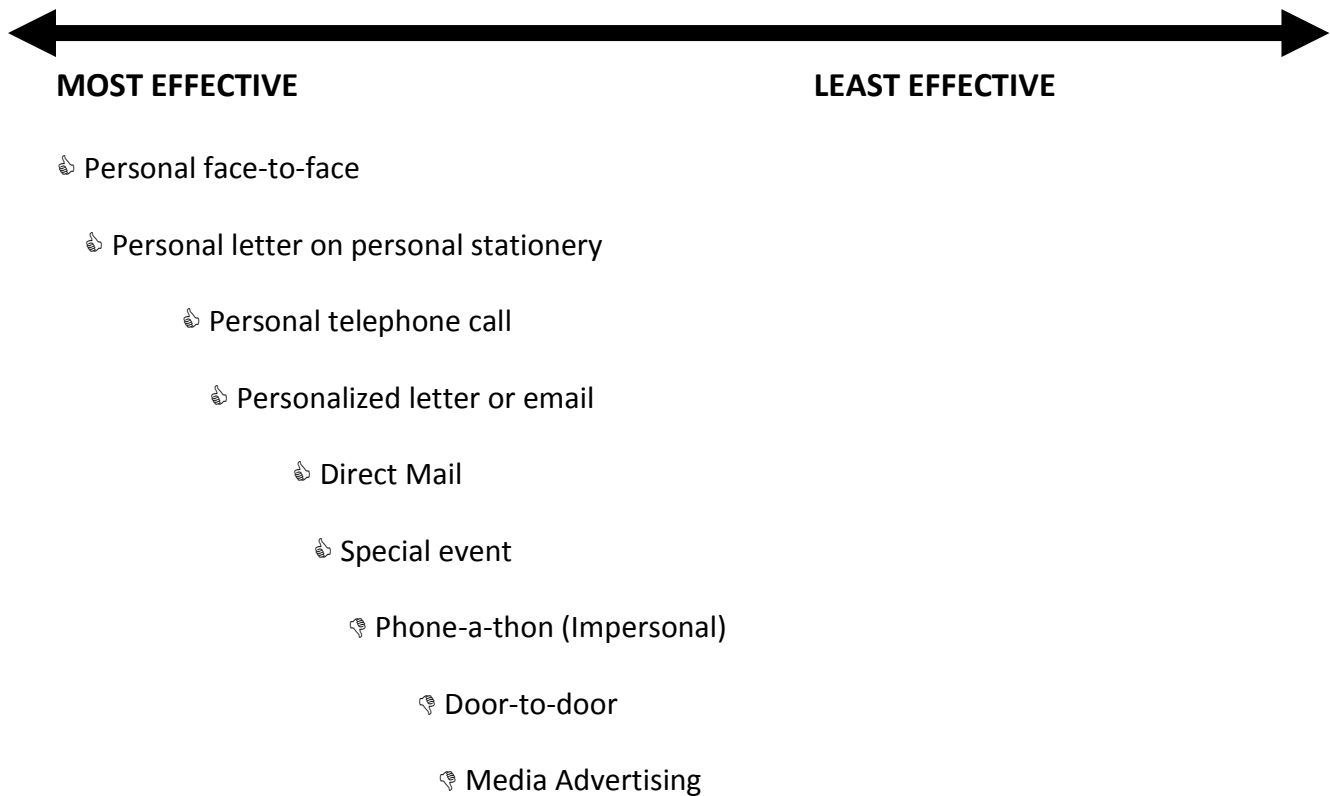 MOST EFFECTIVE LEAST EFFECTIVE
👍 Personal face-to-face
👍 Personal letter on personal stationery
👍 Personal telephone call
👍 Personalized letter or email
👍 Direct Mail
👍 Special event
👎 Phone-a-thon (Impersonal)
👎 Door-to-door
👎 Media Advertising